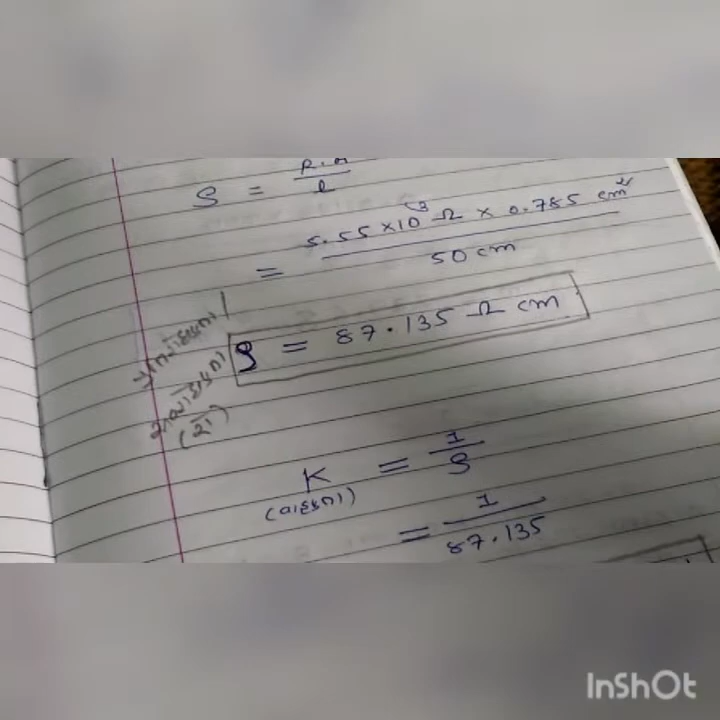 ρ = R.a / l
= 5.55 × 10³ Ω × 0.785 cm² / 50 cm
ρ = 87.135 Ω cm
K = 1 / ρ
= 1 / 87.135
InShOt